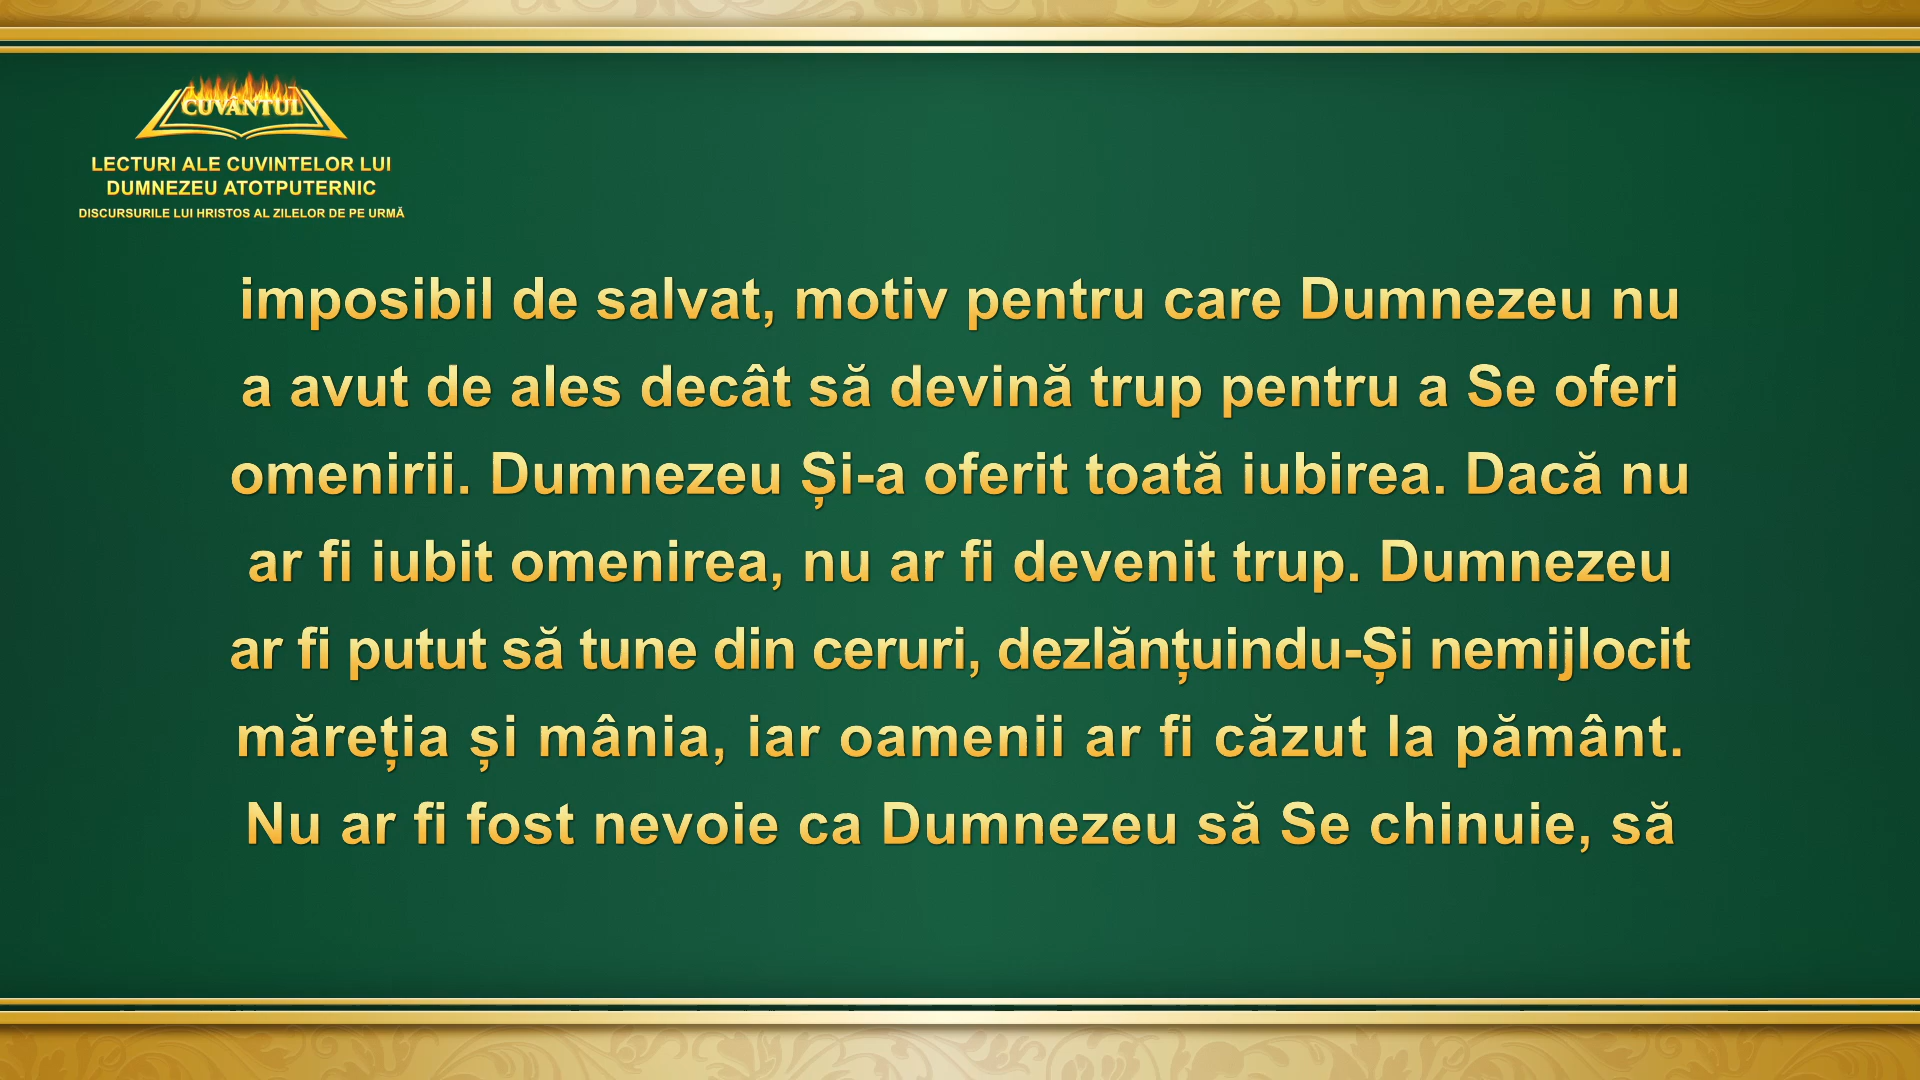 CUVÂNTUL
LECTURI ALE CUVINTELOR LUI
DUMNEZEU ATOTPUTERNIC
DISCURSURILE LUI HRISTOS AL ZILELOR DE PE URMĂ
imposibil de salvat, motiv pentru care Dumnezeu nu
a avut de ales decât să devină trup pentru a Se oferi
omenirii. Dumnezeu Și-a oferit toată iubirea. Dacă nu
ar fi iubit omenirea, nu ar fi devenit trup. Dumnezeu
ar fi putut să tune din ceruri, dezlănțuindu-Și nemijlocit
măreția și mânia, iar oamenii ar fi căzut la pământ.
Nu ar fi fost nevoie ca Dumnezeu să Se chinuie, să